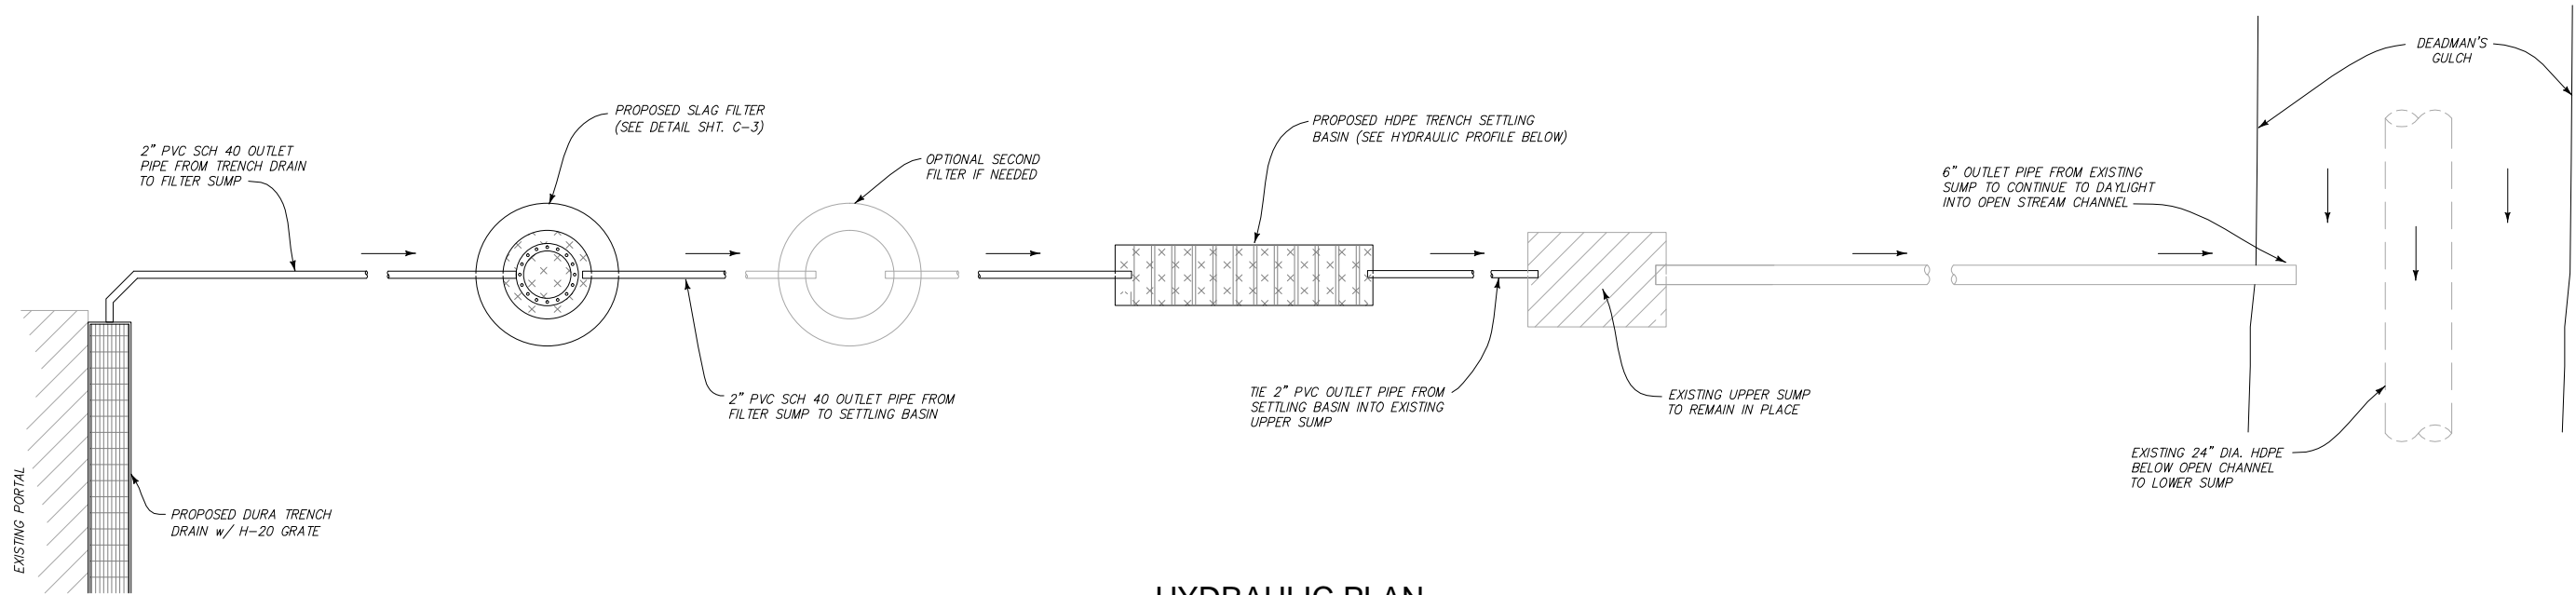 2" PVC SCH 40 OUTLET
PIPE FROM TRENCH DRAIN
TO FILTER SUMP
PROPOSED SLAG FILTER
(SEE DETAIL SHT. C-3)
OPTIONAL SECOND
FILTER IF NEEDED
PROPOSED HDPE TRENCH SETTLING
BASIN (SEE HYDRAULIC PROFILE BELOW)
6" OUTLET PIPE FROM EXISTING
SUMP TO CONTINUE TO DAYLIGHT
INTO OPEN STREAM CHANNEL
DEADMAN'S
GULCH
EXISTING PORTAL
PROPOSED DURA TRENCH
DRAIN w/ H-20 GRATE
2" PVC SCH 40 OUTLET PIPE FROM
FILTER SUMP TO SETTLING BASIN
TIE 2" PVC OUTLET PIPE FROM
SETTLING BASIN INTO EXISTING
UPPER SUMP
EXISTING UPPER SUMP
TO REMAIN IN PLACE
EXISTING 24" DIA. HDPE
BELOW OPEN CHANNEL
TO LOWER SUMP
HYDRAULIC PLAN